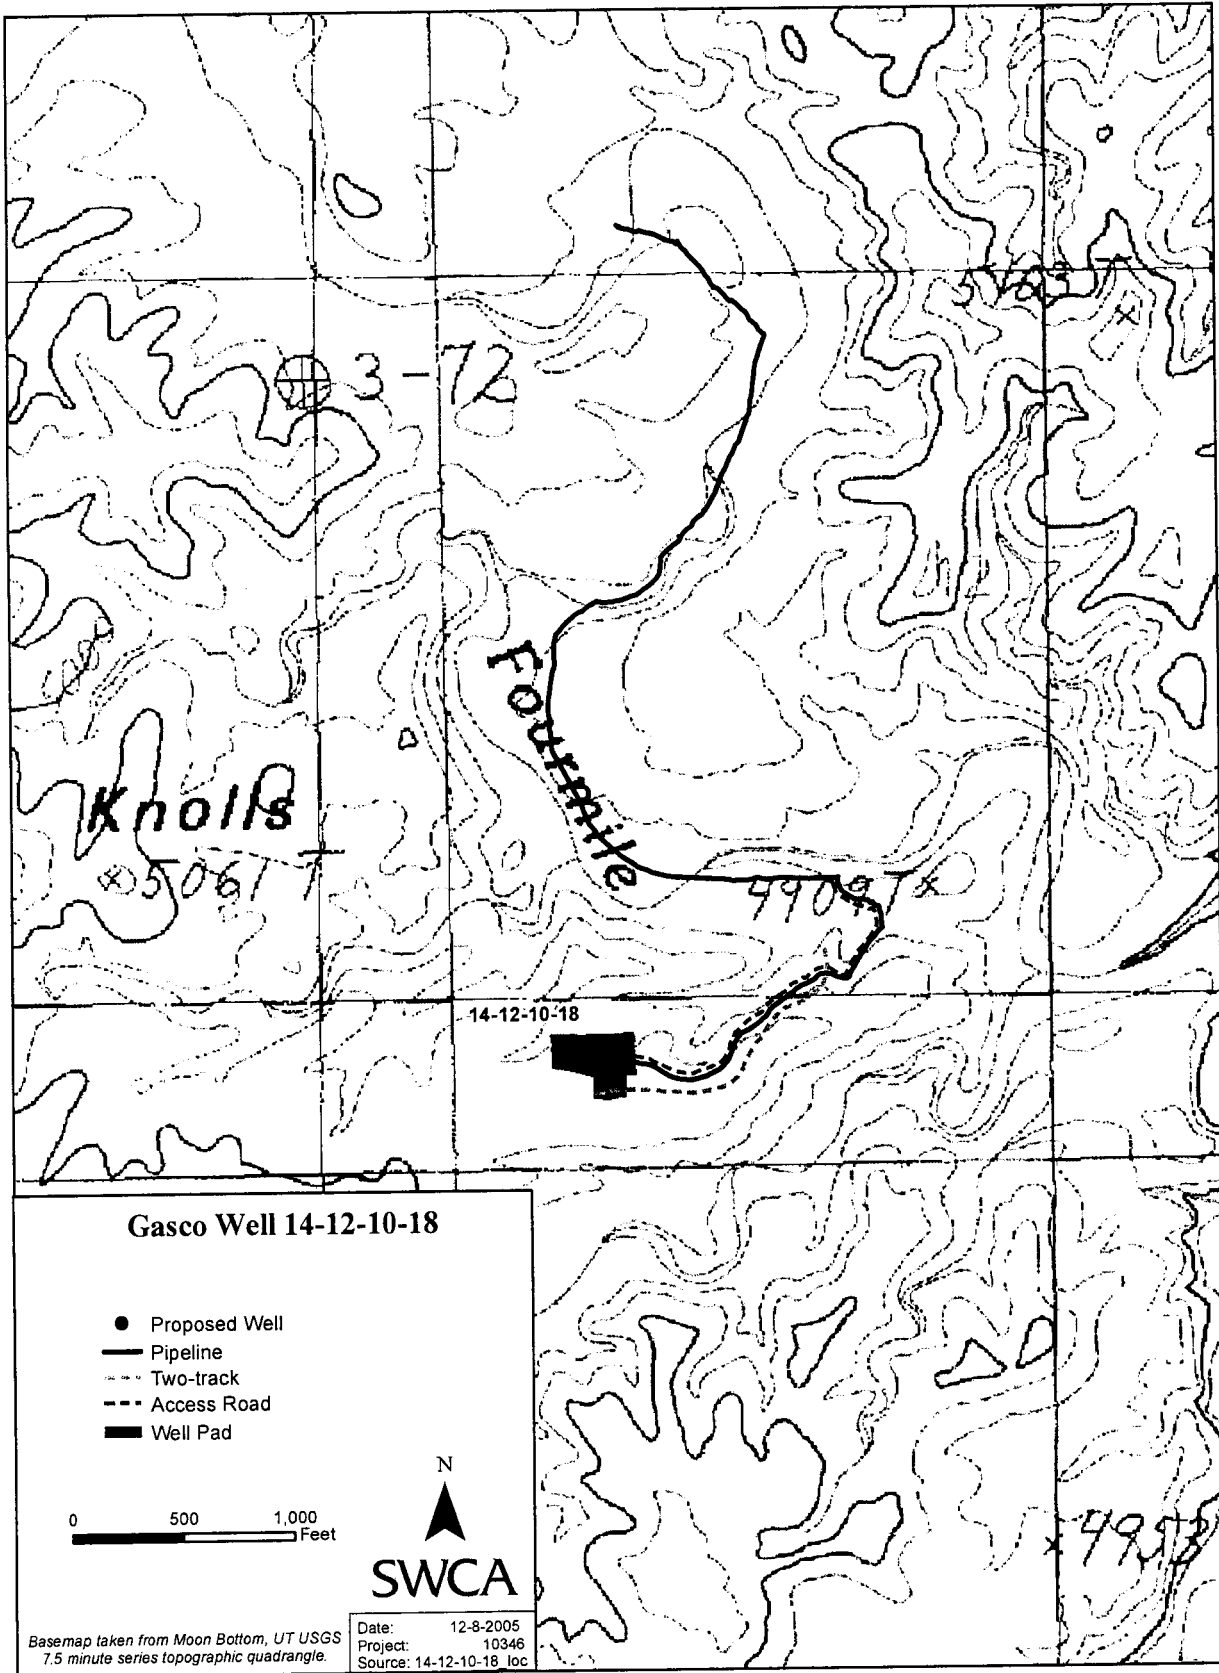 3-72
Fourmile
Knolls
5061 T
4909 T x
14-12-10-18
x 4953
Gasco Well 14-12-10-18
Proposed Well
Pipeline
Two-track
Access Road
Well Pad
0 500 1,000
Feet
N
SWCA
Basemap taken from Moon Bottom, UT USGS
7.5 minute series topographic quadrangle.
Date: 12-8-2005
Project: 10346
Source: 14-12-10-18_loc